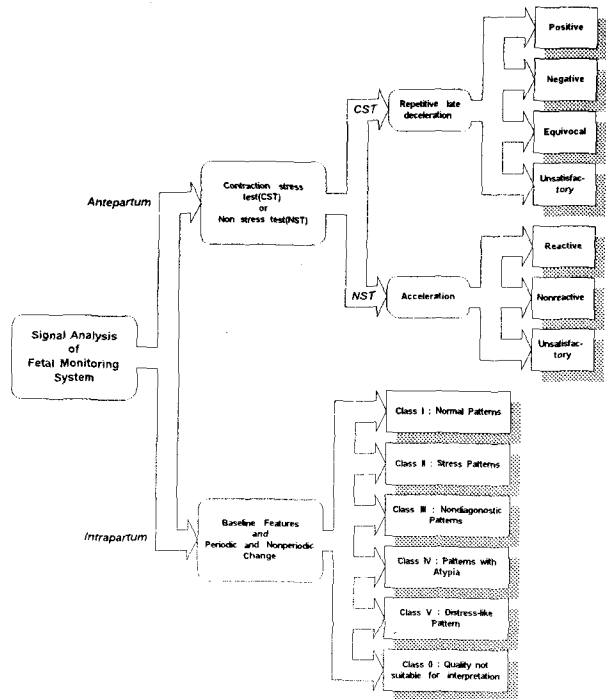 Signal Analysis
of
Fetal Monitoring
System
Antepartum
Contraction stress
test(CST)
or
Non stress test(NST)
CST
Repetitive late
deceleration
Positive
Negative
Equivocal
Unsatisfac-
tory
NST
Acceleration
Reactive
Nonreactive
Unsatisfac-
tory
Intrapartum
Baseline Features
and
Periodic and Nonperiodic
Change
Class I : Normal Patterns
Class II : Stress Patterns
Class III : Nondiagonostic
Patterns
Class IV : Patterns with
Atypia
Class V : Distress-like
Pattern
Class 0 : Quality not
suitable for interpretation